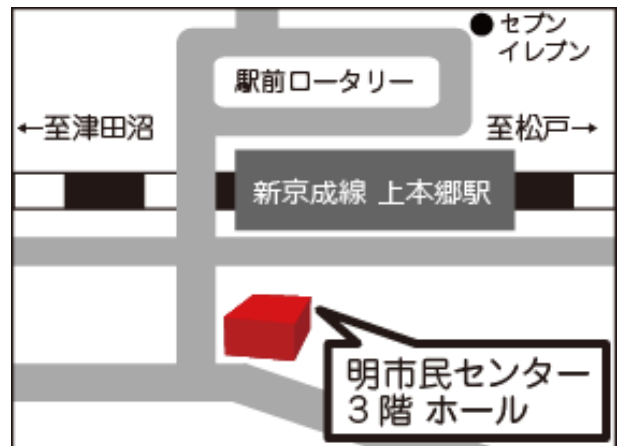 セブン
イレブン
駅前ロータリー
←至津田沼
至松戸→
新京成線 上本郷駅
明市民センター
3階 ホール